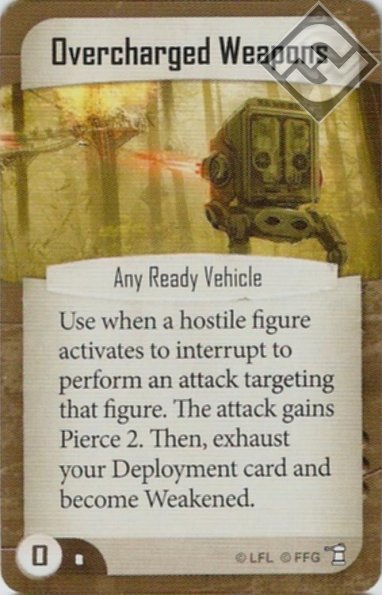 Overcharged Weapons
Any Ready Vehicle
Use when a hostile figure
activates to interrupt to
perform an attack targeting
that figure. The attack gains
Pierce 2. Then, exhaust
your Deployment card and
become Weakened.
0
© LFL © FFG